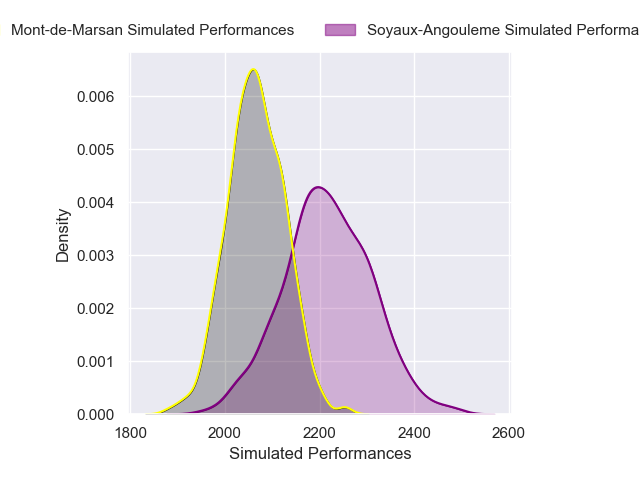 Mont-de-Marsan Simulated Performances
Soyaux-Angouleme Simulated Performa
0.006
0.005
0.004
0.003
0.002
0.001
0.000
Density
1800 2000 2200 2400 2600
Simulated Performances